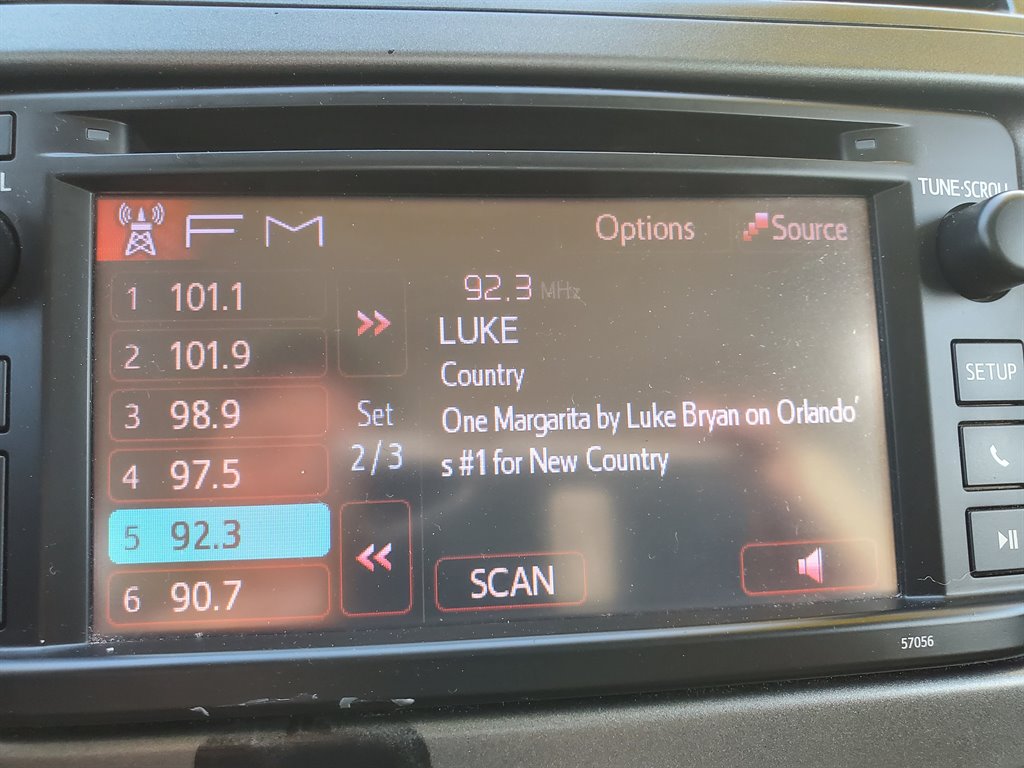 FM
Options
Source
TUNE·SCROLL
L
1 101.1
2 101.9
3 98.9
4 97.5
5 92.3
6 90.7
Set
2/3
92.3 MHz
LUKE
Country
One Margarita by Luke Bryan on Orlando'
s #1 for New Country
SCAN
SETUP
57056